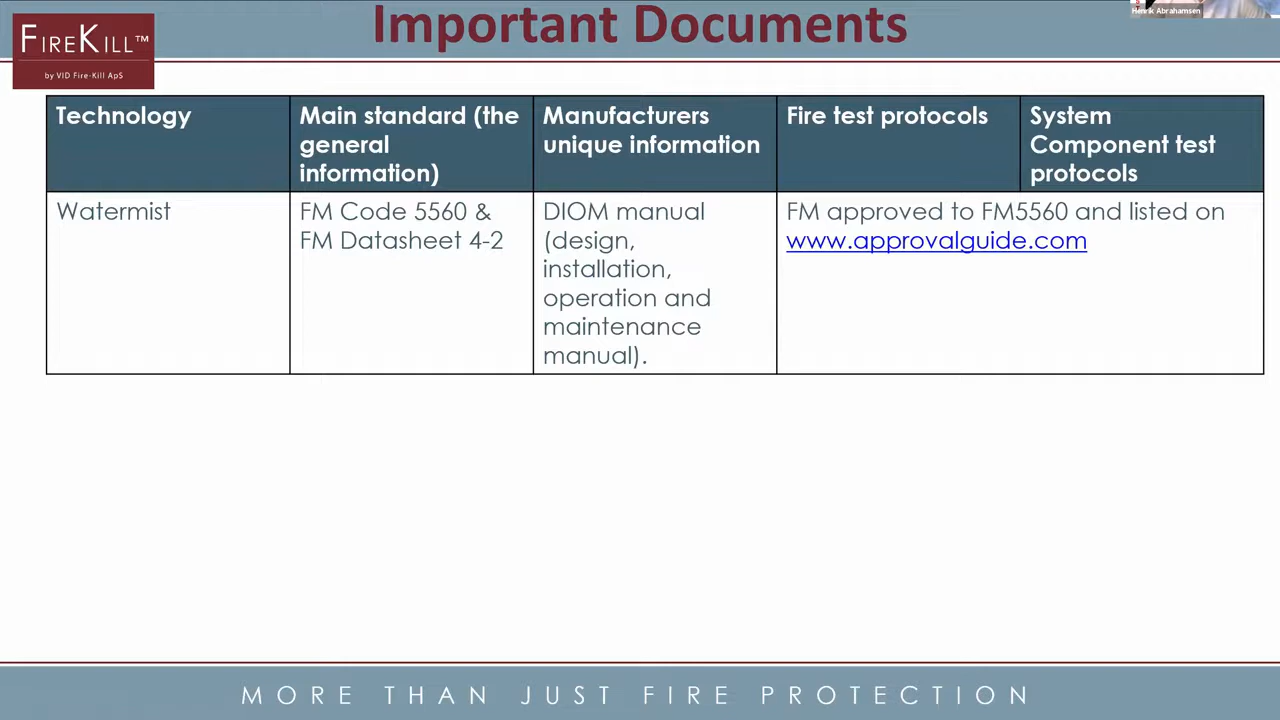 Important Documents
Henrik Abrahamsen
FIREKILL™
by VID Fire-Kill ApS
Technology
Main standard (the
general
information)
Manufacturers
unique information
Fire test protocols
System
Component test
protocols
Watermist
FM Code 5560 &
FM Datasheet 4-2
DIOM manual
(design,
installation,
operation and
maintenance
manual).
FM approved to FM5560 and listed on
www.approvalguide.com
MORE THAN JUST FIRE PROTECTION